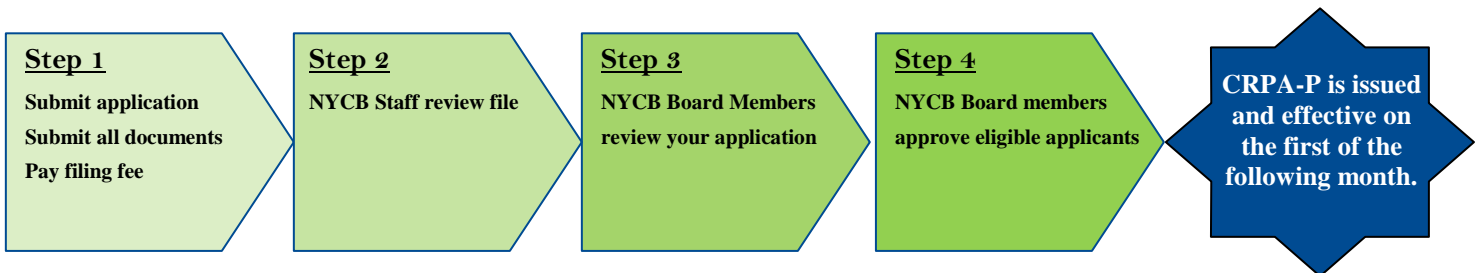 Step 1
Submit application
Submit all documents
Pay filing fee
Step 2
NYCB Staff review file
Step 3
NYCB Board Members
review your application
Step 4
NYCB Board members
approve eligible applicants
CRPA-P is issued
and effective on
the first of the
following month.